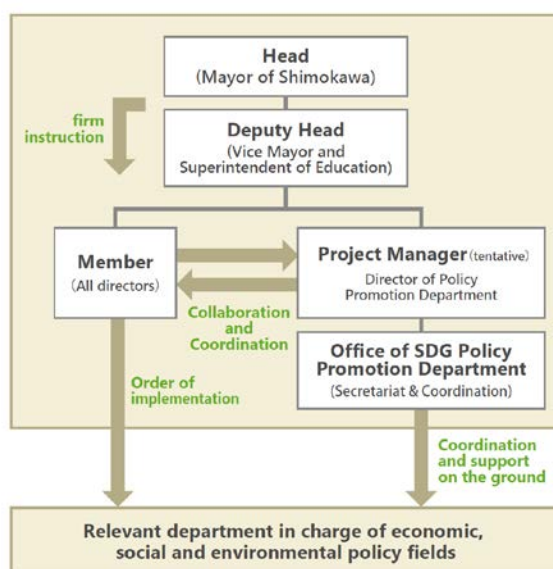 Head
(Mayor of Shimokawa)
firm
instruction
Deputy Head
(Vice Mayor and
Superintendent of Education)
Member
(All directors)
Project Manager (tentative)
Director of Policy
Promotion Department
Collaboration
and
Coordination
Office of SDG Policy
Promotion Department
(Secretariat & Coordination)
Order of
implementation
Coordination
and support
on the ground
Relevant department in charge of economic,
social and environmental policy fields